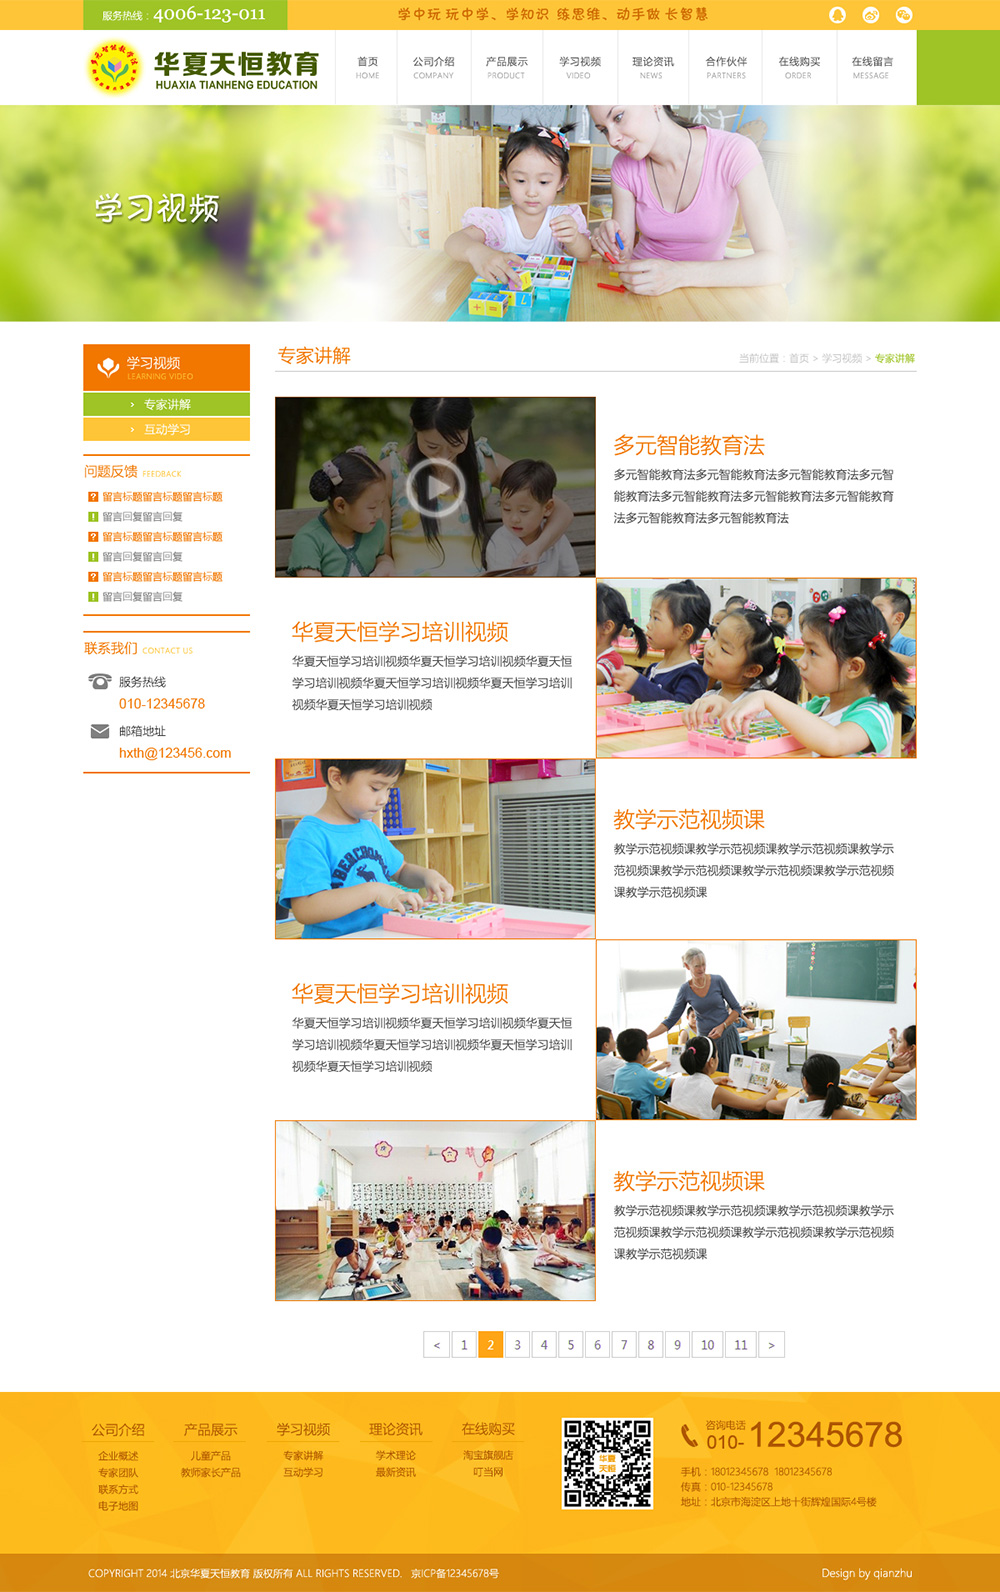 服务热线：4006-123-011
学中玩 玩中学、学知识 练思维、动手做 长智慧
多元智能教学法
华夏天恒教育
HUAXIA TIANHENG EDUCATION
首页 公司介绍 产品展示 学习视频 理论资讯 合作伙伴 在线购买 在线留言
HOME COMPANY PRODUCT VIDEO NEWS PARTNERS ORDER MESSAGE
学习视频
学习视频
LEARNING VIDEO
› 专家讲解
› 互动学习
问题反馈 FEEDBACK
留言标题留言标题留言标题
留言回复留言回复
留言标题留言标题留言标题
留言回复留言回复
留言标题留言标题留言标题
留言回复留言回复
联系我们 CONTACT US
服务热线
010-12345678
邮箱地址
hxth@123456.com
专家讲解
当前位置：首页 > 学习视频 > 专家讲解
多元智能教育法
多元智能教育法多元智能教育法多元智能教育法多元智
能教育法多元智能教育法多元智能教育法多元智能教育
法多元智能教育法多元智能教育法
华夏天恒学习培训视频
华夏天恒学习培训视频华夏天恒学习培训视频华夏天恒
学习培训视频华夏天恒学习培训视频华夏天恒学习培训
视频华夏天恒学习培训视频
教学示范视频课
教学示范视频课教学示范视频课教学示范视频课教学示
范视频课教学示范视频课教学示范视频课教学示范视频
课教学示范视频课
华夏天恒学习培训视频
华夏天恒学习培训视频华夏天恒学习培训视频华夏天恒
学习培训视频华夏天恒学习培训视频华夏天恒学习培训
视频华夏天恒学习培训视频
教学示范视频课
教学示范视频课教学示范视频课教学示范视频课教学示
范视频课教学示范视频课教学示范视频课教学示范视频
课教学示范视频课
< 1 2 3 4 5 6 7 8 9 10 11 >
公司介绍
企业概述
专家团队
联系方式
电子地图
产品展示
儿童产品
教师家长产品
学习视频
专家讲解
互动学习
理论资讯
学术理论
最新资讯
在线购买
淘宝旗舰店
叮当网
华夏
天恒
咨询电话
010-12345678
手机：18012345678 18012345678
传真：010-12345678
地址：北京市海淀区上地十街辉煌国际4号楼
COPYRIGHT 2014 北京华夏天恒教育 版权所有 ALL RIGHTS RESERVED. 京ICP备12345678号
Design by qianzhu